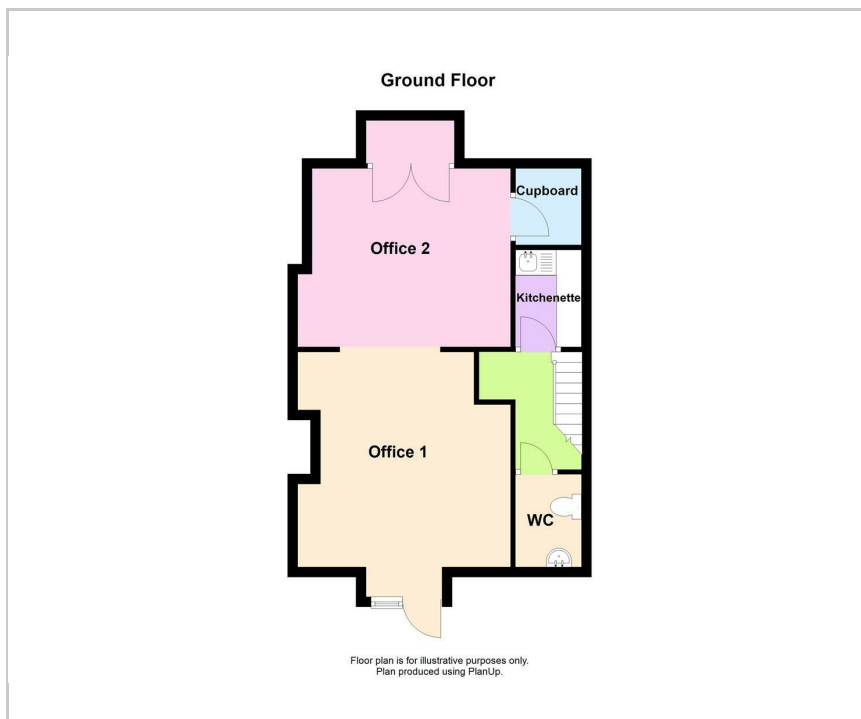 Ground Floor
Cupboard
Office 2
Kitchenette
Office 1
WC
Floor plan is for illustrative purposes only.
Plan produced using PlanUp.